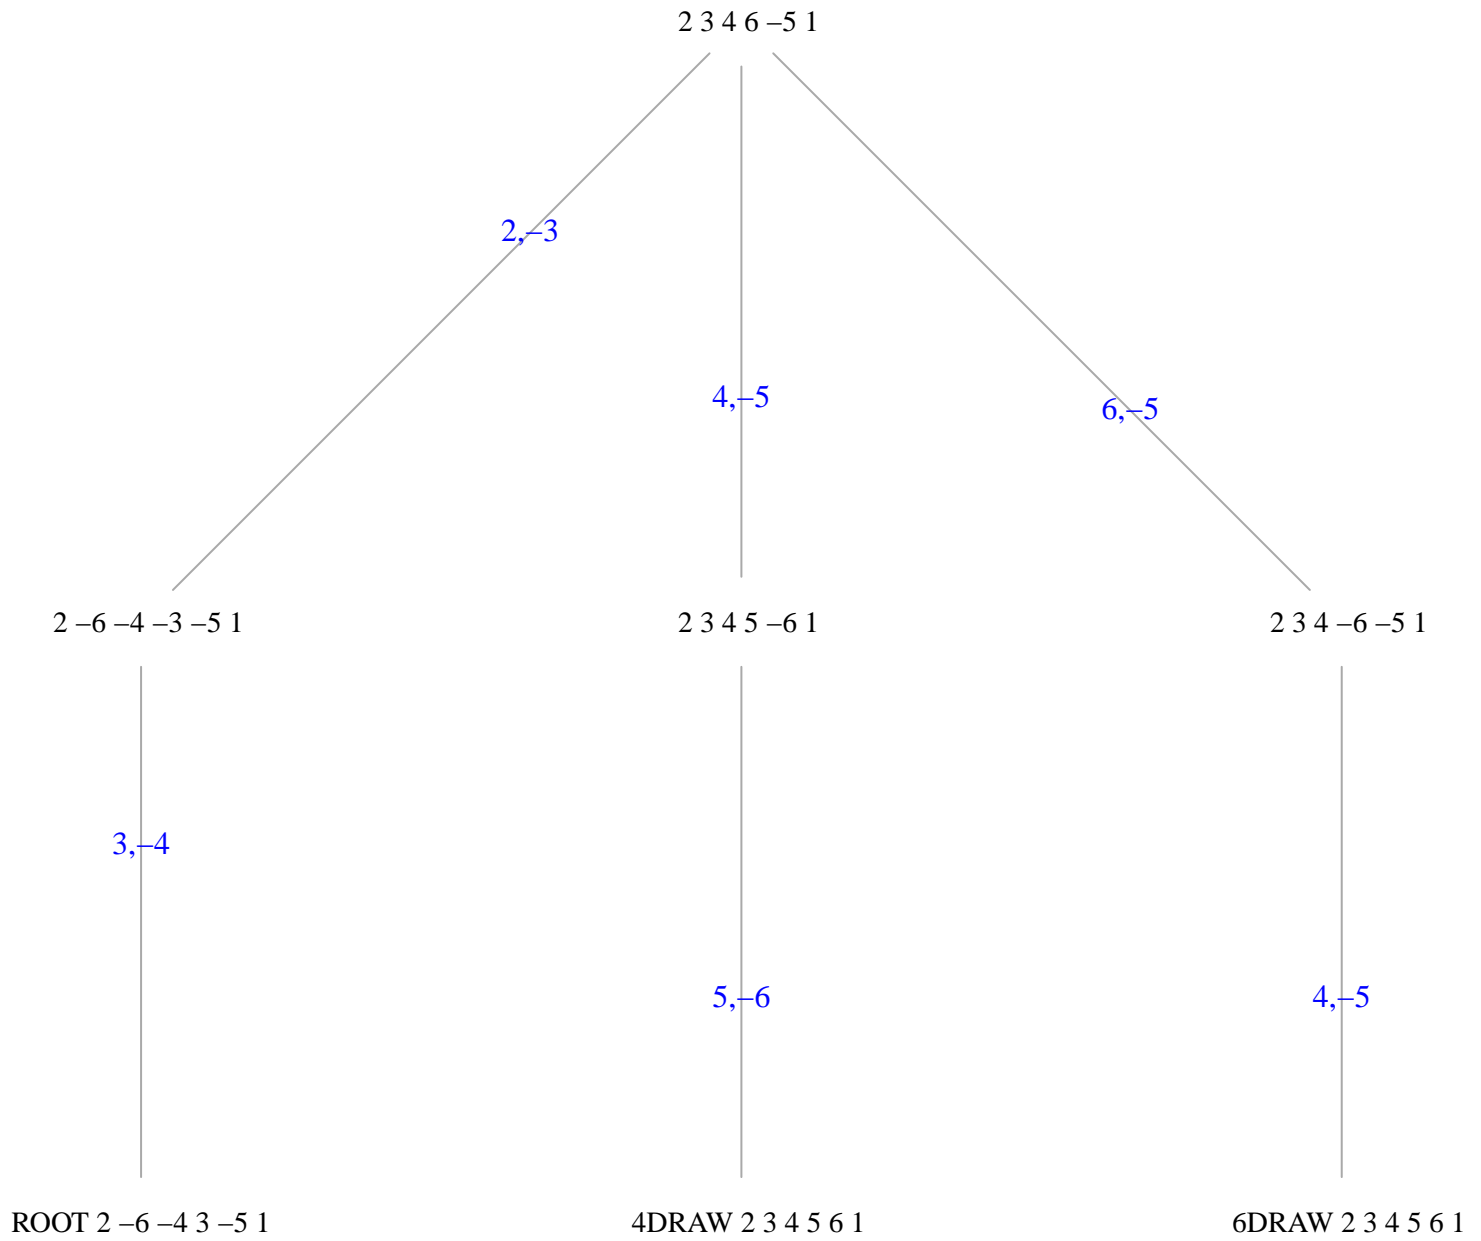 2 3 4 6 –5 1
2,–3
4,–5
6,–5
2 –6 –4 –3 –5 1
2 3 4 5 –6 1
2 3 4 –6 –5 1
3,–4
5,–6
4,–5
ROOT 2 –6 –4 3 –5 1
4DRAW 2 3 4 5 6 1
6DRAW 2 3 4 5 6 1